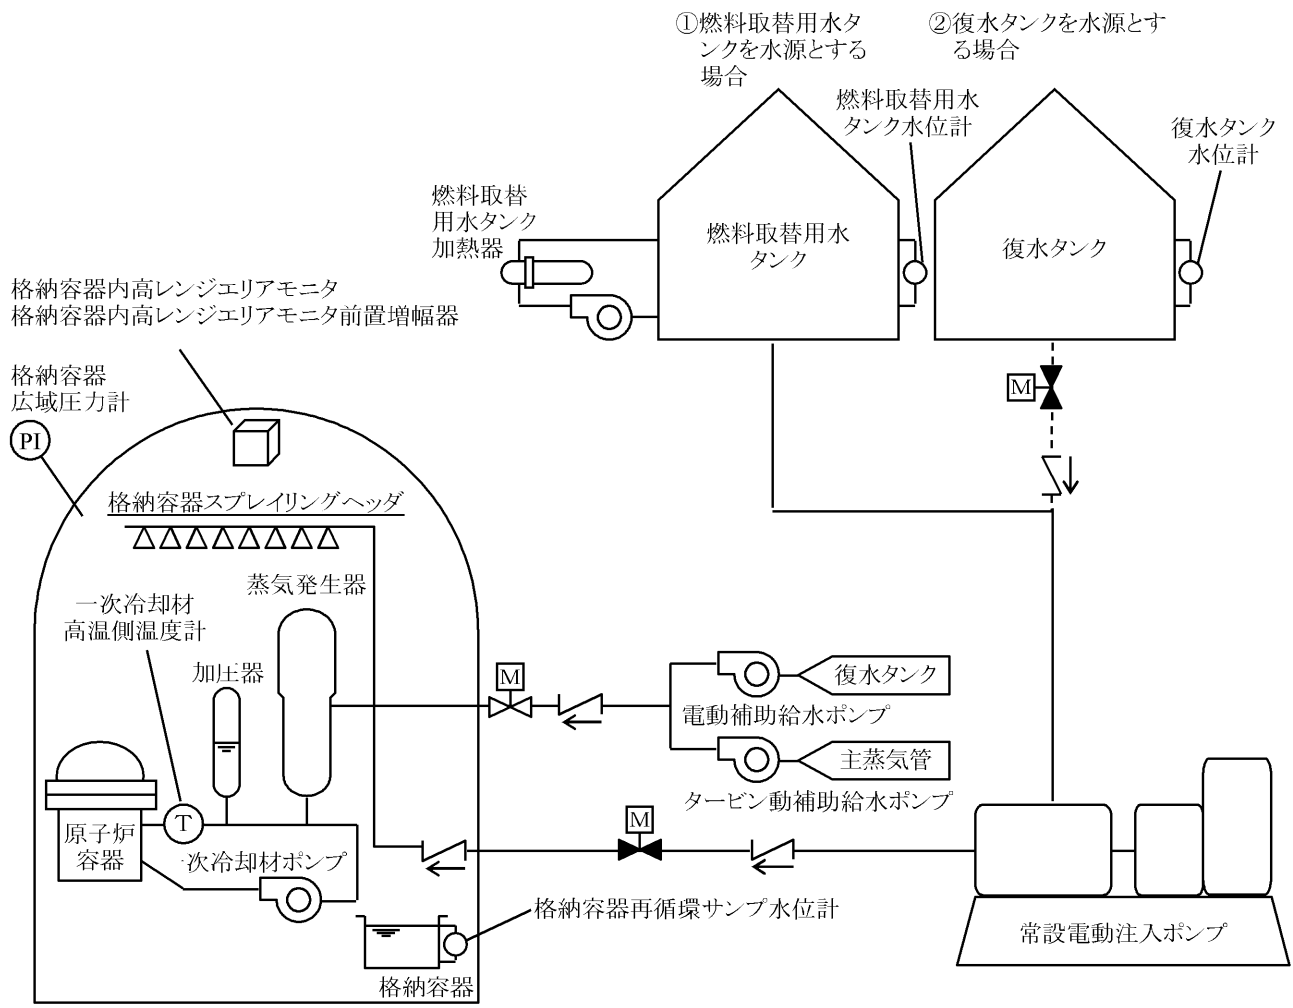 ①燃料取替用水タ
ンクを水源とする
場合
②復水タンクを水源とす
る場合
燃料取替用水
タンク水位計
復水タンク
水位計
燃料取替
用水タンク
加熱器
燃料取替用水
タンク
復水タンク
格納容器内高レンジエリアモニタ
格納容器内高レンジエリアモニタ前置増幅器
格納容器
広域圧力計
PI
M
格納容器スプレイリングヘッダ
蒸気発生器
一次冷却材
高温側温度計
加圧器
M
復水タンク
電動補助給水ポンプ
主蒸気管
タービン動補助給水ポンプ
M
T
原子炉
容器
一次冷却材ポンプ
格納容器再循環サンプ水位計
常設電動注入ポンプ
格納容器